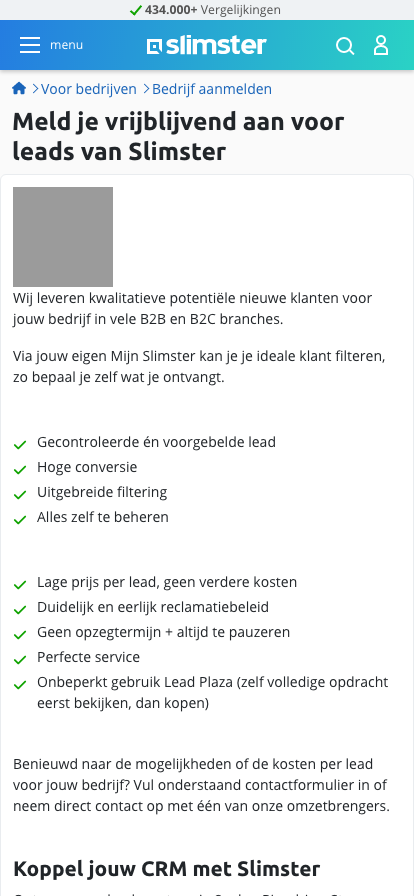 434.000+ Vergelijkingen
menu
slimster
Voor bedrijven
Bedrijf aanmelden
Meld je vrijblijvend aan voor
leads van Slimster
Wij leveren kwalitatieve potentiële nieuwe klanten voor
jouw bedrijf in vele B2B en B2C branches.
Via jouw eigen Mijn Slimster kan je je ideale klant filteren,
zo bepaal je zelf wat je ontvangt.
Gecontroleerde én voorgebelde lead
Hoge conversie
Uitgebreide filtering
Alles zelf te beheren
Lage prijs per lead, geen verdere kosten
Duidelijk en eerlijk reclamatiebeleid
Geen opzegtermijn + altijd te pauzeren
Perfecte service
Onbeperkt gebruik Lead Plaza (zelf volledige opdracht
eerst bekijken, dan kopen)
Benieuwd naar de mogelijkheden of de kosten per lead
voor jouw bedrijf? Vul onderstaand contactformulier in of
neem direct contact op met één van onze omzetbrengers.
Koppel jouw CRM met Slimster